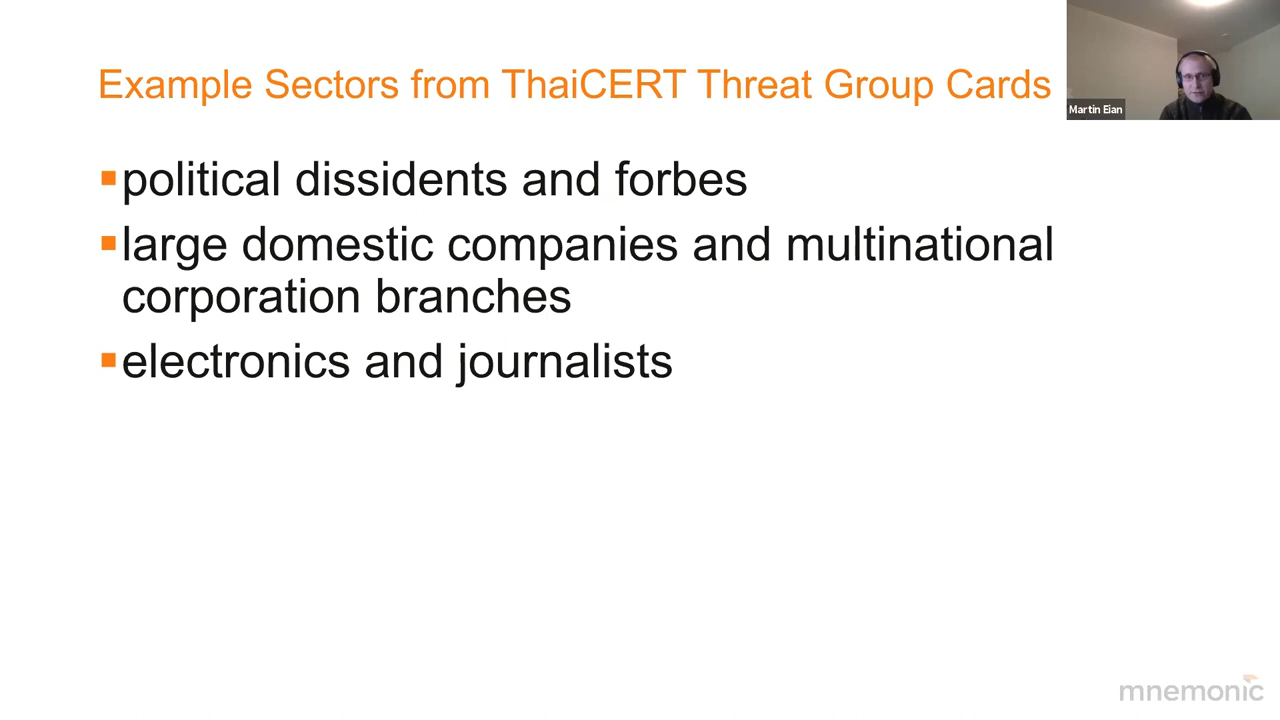 Example Sectors from ThaiCERT Threat Group Cards
Martin Eian
▪political dissidents and forbes
▪large domestic companies and multinational
corporation branches
▪electronics and journalists
mnemonic